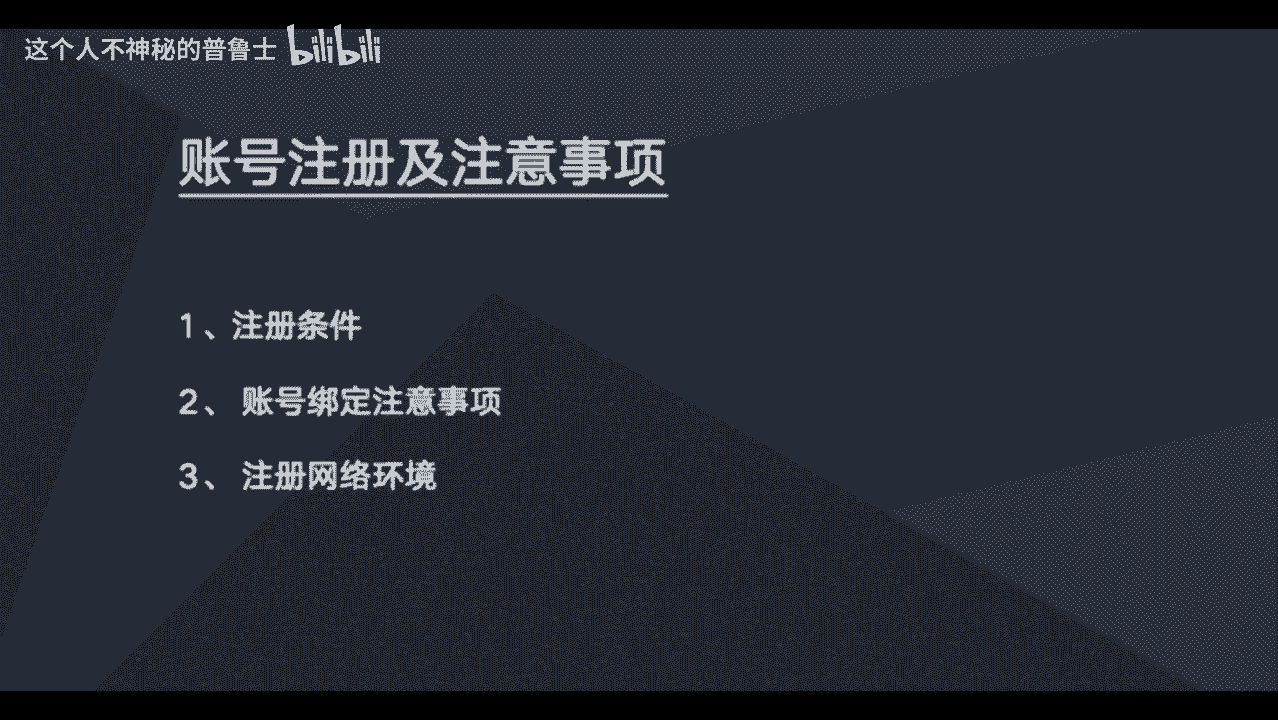 这个人不神秘的普鲁士 bilibili
账号注册及注意事项
1、注册条件
2、 账号绑定注意事项
3、 注册网络环境